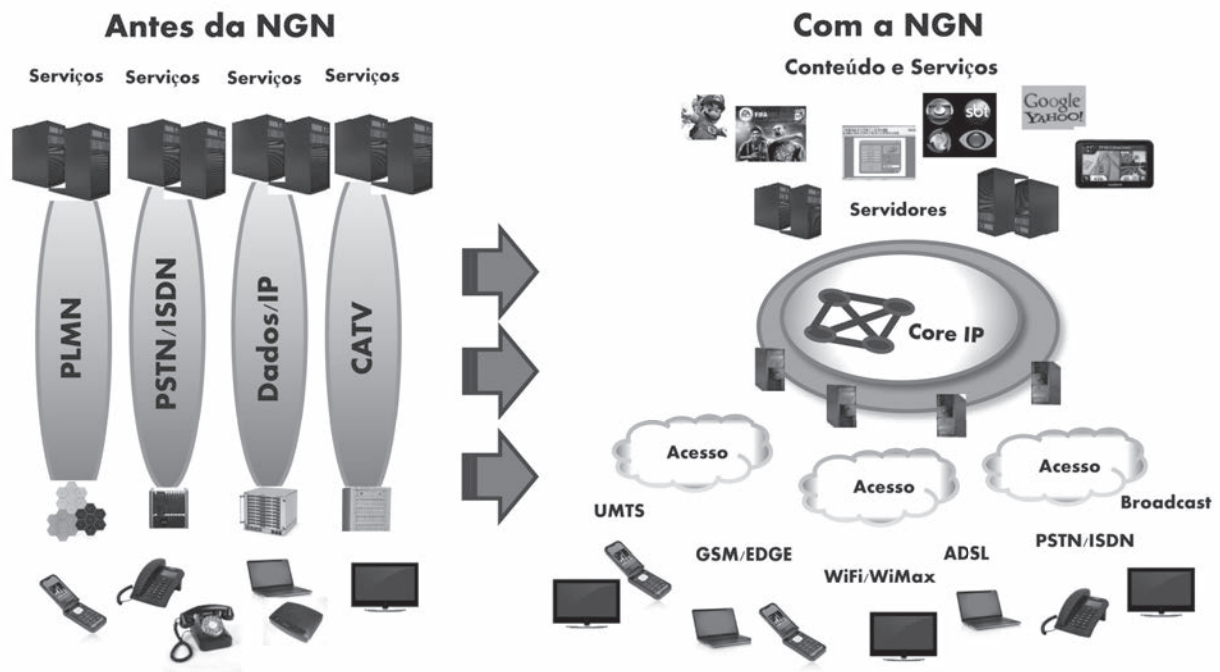 Antes da NGN
Serviços Serviços Serviços Serviços
PLMN
PSTN/ISDN
Dados/IP
CATV
Com a NGN
Conteúdo e Serviços
FIFA
sbt
Google
YAHOO!
Servidores
Core IP
Acesso
Acesso
Acesso
Broadcast
UMTS
GSM/EDGE
WiFi/WiMax
ADSL
PSTN/ISDN